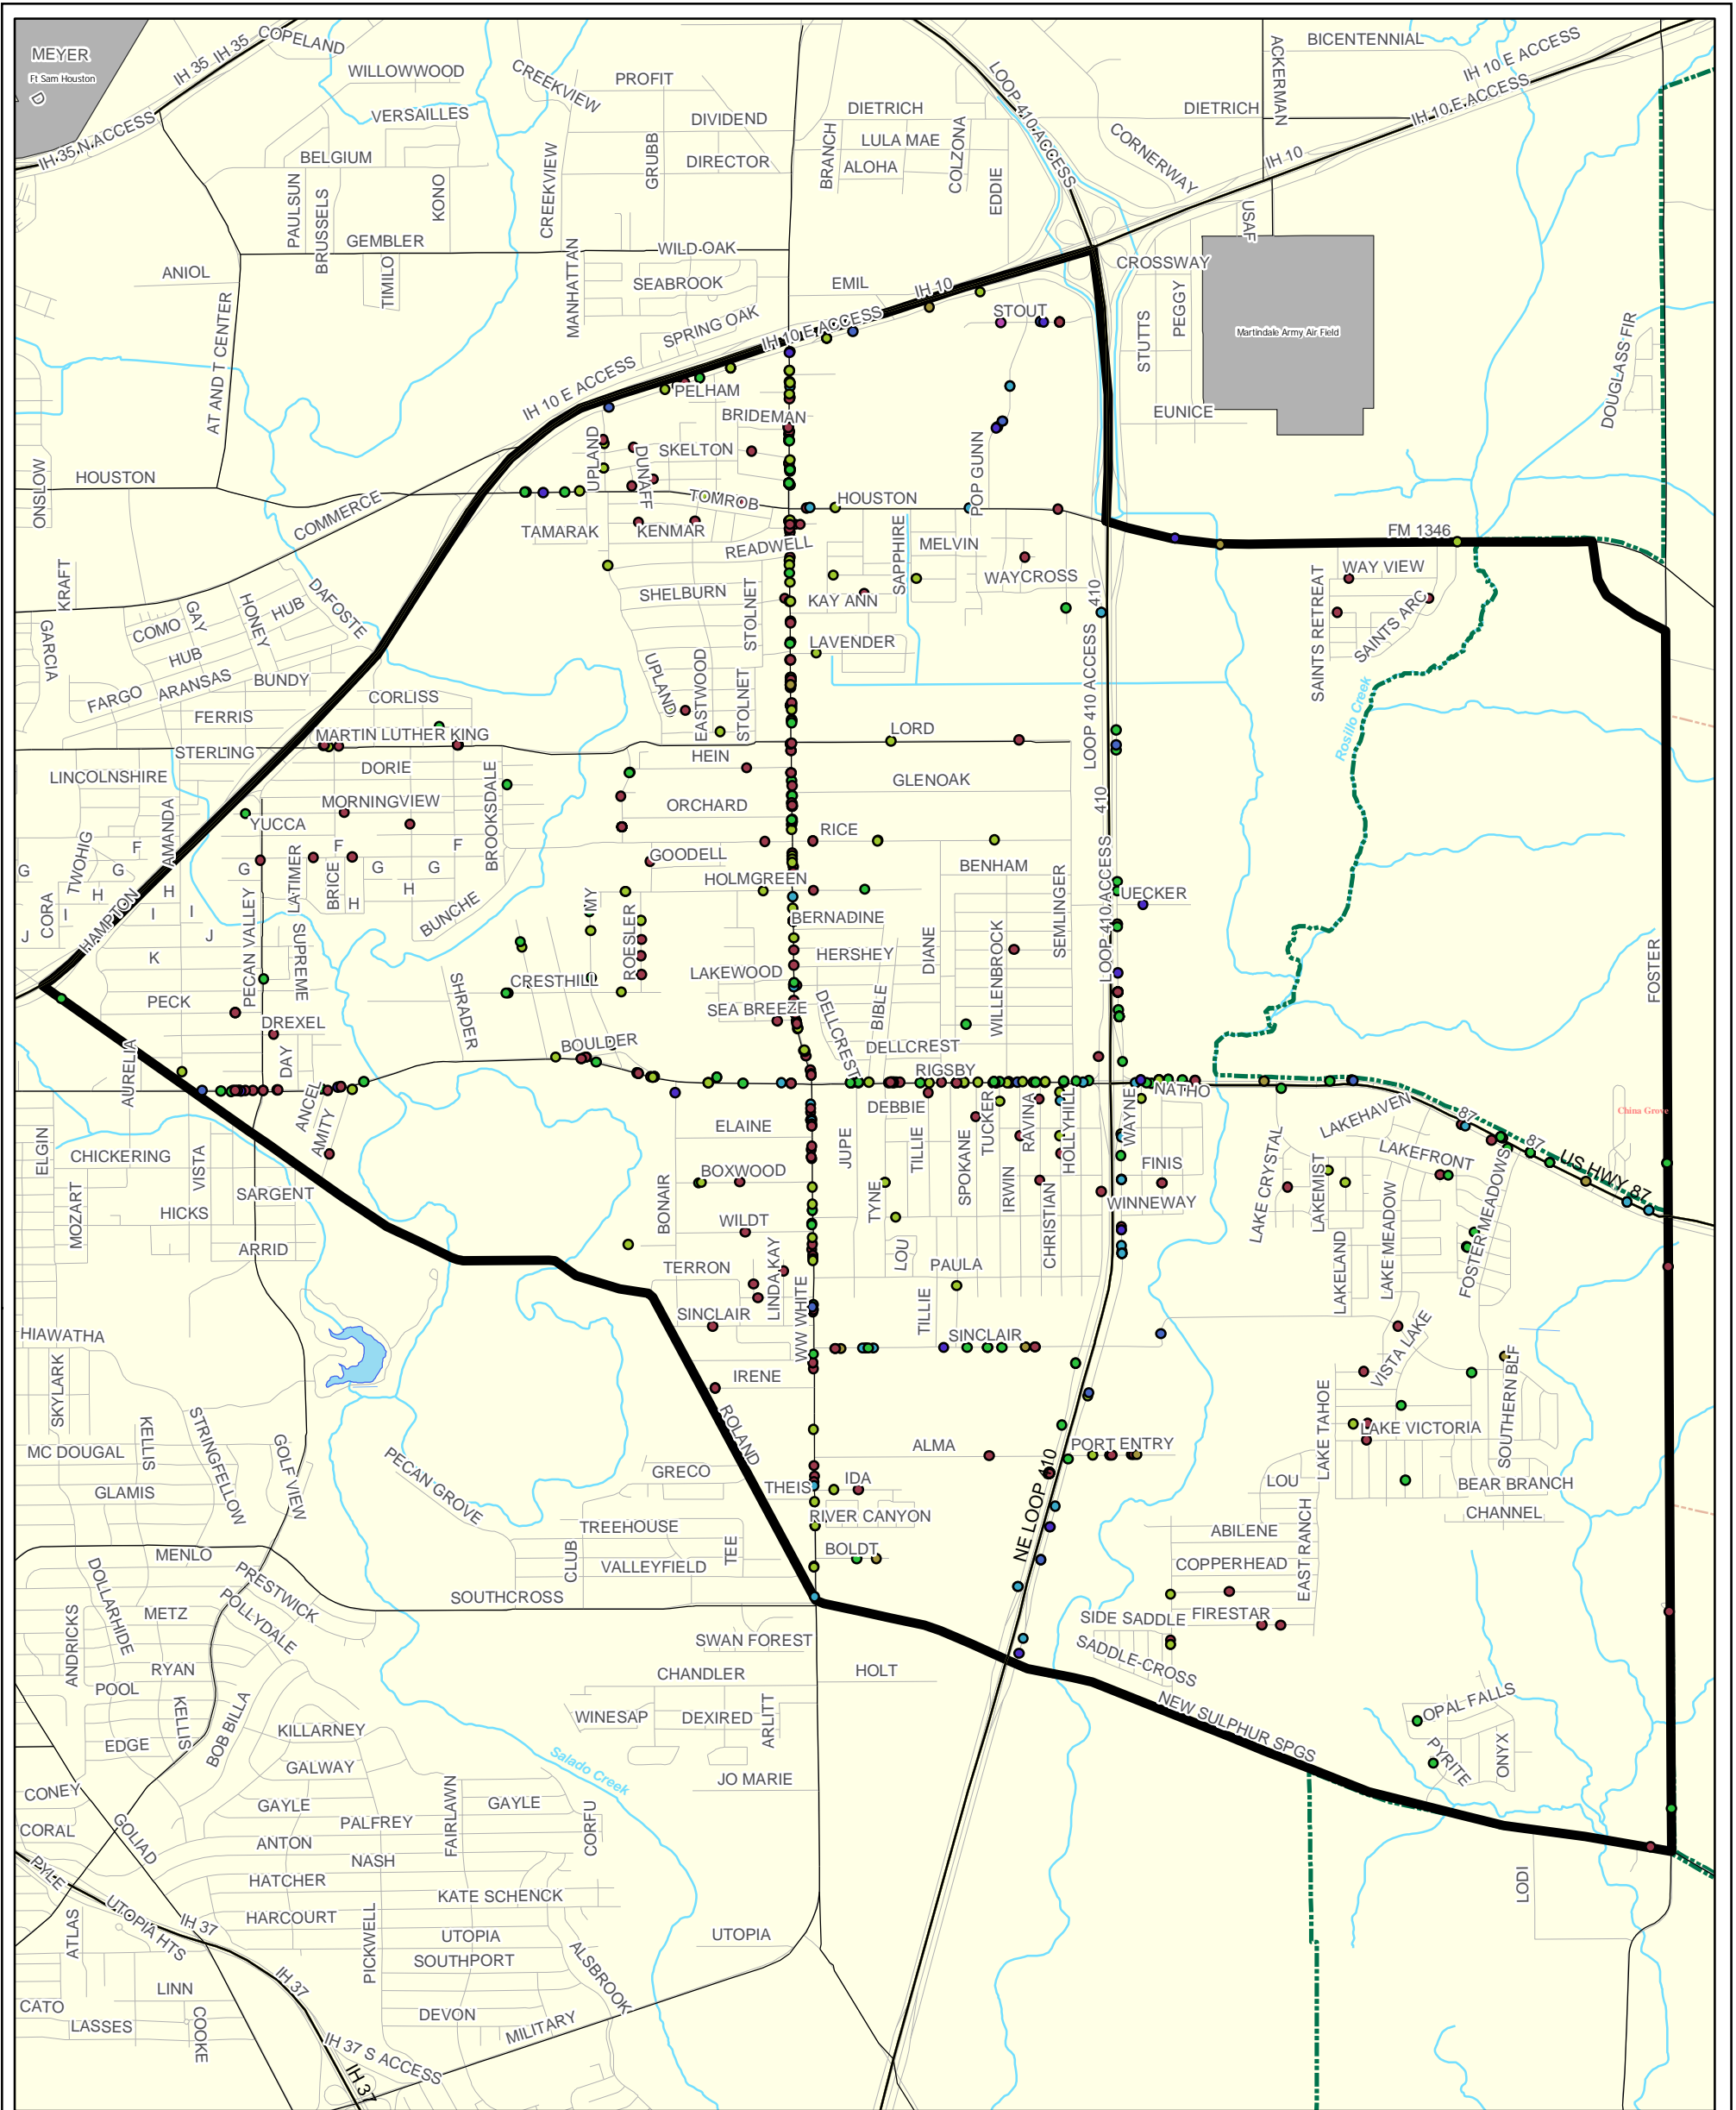 COPELAND
BICENTENNIAL
IH 10 E ACCESS
MEYER
IH 35
IH 35
ACKERMAN
Ft Sam Houston
WILLOWWOOD
CREEKVIEW
PROFIT
LOOP 410 ACCESS
IH 10 E ACCESS
D
VERSAILLES
DIVIDEND
DIETRICH
DIETRICH
IH 35 N ACCESS
LULA MAE
CORNERWAY
BELGIUM
GRUBB
DIRECTOR
BRANCH
ALOHA
COLZONA
IH 10
PAULSUN
BRUSSELS
KONO
CREEKVIEW
EDDIE
USAF
GEMBLER
MANHATTAN
WILD OAK
CROSSWAY
ANIOL
TIMILO
SEABROOK
EMIL
IH 10
PEGGY
AT AND T CENTER
SPRING OAK
IH 10 E ACCESS
STOUT
STUTTS
Martindale Army Air Field
DOUGLASS FIR
IH 10 E ACCESS
PELHAM
BRIDEMAN
EUNICE
ONSLOW
HOUSTON
UPLAND
DUNAFF
SKELTON
POP GUNN
COMMERCE
TOMROB
HOUSTON
TAMARAK
KENMAR
READWELL
SAPPHIRE
MELVIN
FM 1346
KRAFT
WAYCROSS
WAY VIEW
DAFOSTE
SHELBURN
STOLNET
KAY ANN
410
SAINTS RETREAT
SAINTS ARC
GARCIA
COMO
GAY
HONEY
HUB
LAVENDER
HUB
FARGO
ARANSAS
BUNDY
CORLISS
UPLAND
EASTWOOD
STOLNET
LOOP 410 ACCESS
Rosillo Creek
FERRIS
MARTIN LUTHER KING
LORD
STERLING
HEIN
LINCOLNSHIRE
DORIE
BROOKSDALE
GLENOAK
410
AMANDA
MORNINGVIEW
ORCHARD
TWOHIG
F
YUCCA
F
F
RICE
G
G
G
G
G
GOODELL
BENHAM
H
H
LATIMER
BRICE
H
H
HOLMGREEN
SEMLINGER
LOOP 410 ACCESS
UECKER
CORA
I
I
I
BUNCHE
MY
BERNADINE
J
HAMPTON
J
PECAN VALLEY
SUPREME
ROESLER
HERSHEY
DIANE
WILLENBROCK
FOSTER
K
CRESTHILL
LAKEWOOD
PECK
SHRADER
SEA BREEZE
DELLCREST
BIBLE
DREXEL
AURELIA
DAY
BOULDER
DELLCREST
RIGSBY
NATHO
ANCEL
DEBBIE
TUCKER
RAVINA
HOLLYHILL
WAYNE
LAKEHAVEN
87
China Grove
ELGIN
AMITY
ELAINE
JUPE
TILLIE
87
CHICKERING
VISTA
BOXWOOD
SPOKANE
FINIS
LAKE CRYSTAL
LAKEMIST
LAKEFRONT
US HWY 87
MOZART
SARGENT
BONAIR
TYNE
IRWIN
CHRISTIAN
WINNEWAY
LAKE MEADOW
FOSTER MEADOWS
HICKS
WILDT
ARRID
LOU
LAKELAND
TERRON
LINDA KAY
PAULA
SINCLAIR
WW WHITE
TILLIE
SINCLAIR
HIAWATHA
VISTA LAKE
SKYLARK
IRENE
SOUTHERN BLF
KELLIS
STRINGFELLOW
ROLAND
LAKE TAHOE
LAKE VICTORIA
MC DOUGAL
GOLF VIEW
PECAN GROVE
ALMA
PORT ENTRY
GRECO
THEIS
IDA
NE LOOP 410
LOU
BEAR BRANCH
GLAMIS
RIVER CANYON
EAST RANCH
CHANNEL
TREEHOUSE
ABILENE
MENLO
CLUB
TEE
BOLDT
COPPERHEAD
DOLLARHIDE
PRESTWICK
VALLEYFIELD
SOUTHCROSS
ANDRICKS
METZ
POLLYDALE
SIDE SADDLE
FIRESTAR
SWAN FOREST
SADDLE-CROSS
RYAN
CHANDLER
HOLT
POOL
KELLIS
BOB BILLA
NEW SULPHUR SPGS
OPAL FALLS
WINESAP
DEXIRED
ARLITT
KILLARNEY
EDGE
PYRITE
ONYX
GALWAY
Salado Creek
JO MARIE
CONEY
GAYLE
FAIRLAWN
GAYLE
CORFU
CORAL
GOLIAD
PALFREY
ANTON
PYLE
NASH
HATCHER
KATE SCHENCK
LODI
UTOPIA HTS
IH 37
HARCOURT
ATLAS
PICKWELL
UTOPIA
UTOPIA
SOUTHPORT
ALSBROOK
LINN
IH 37
CATO
COOKE
DEVON
MILITARY
LASSES
IH 37 S ACCESS
IH 37